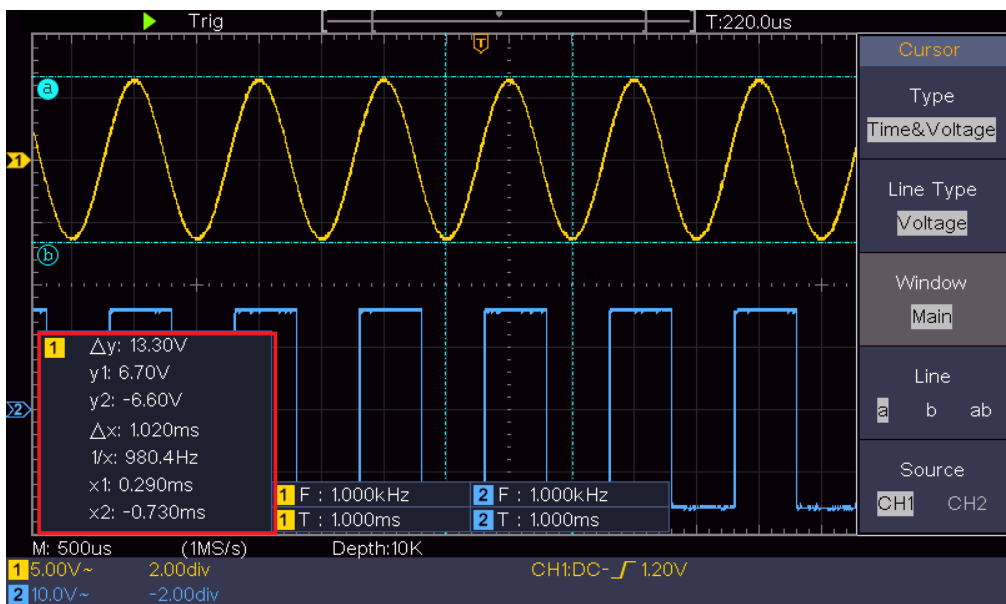 Trig T:220.0us
T
Cursor
Type
Time&Voltage
Line Type
Voltage
Window
Main
Line
a b ab
Source
CH1 CH2
a
1
b
2
1 △y: 13.30V
y1: 6.70V
y2: -6.60V
△x: 1.020ms
1/x: 980.4Hz
x1: 0.290ms
x2: -0.730ms
1 F : 1.000kHz 2 F : 1.000kHz
1 T : 1.000ms 2 T : 1.000ms
M: 500us (1MS/s) Depth:10K
1 5.00V~ 2.00div CH1:DC- 1.20V
2 10.0V~ -2.00div